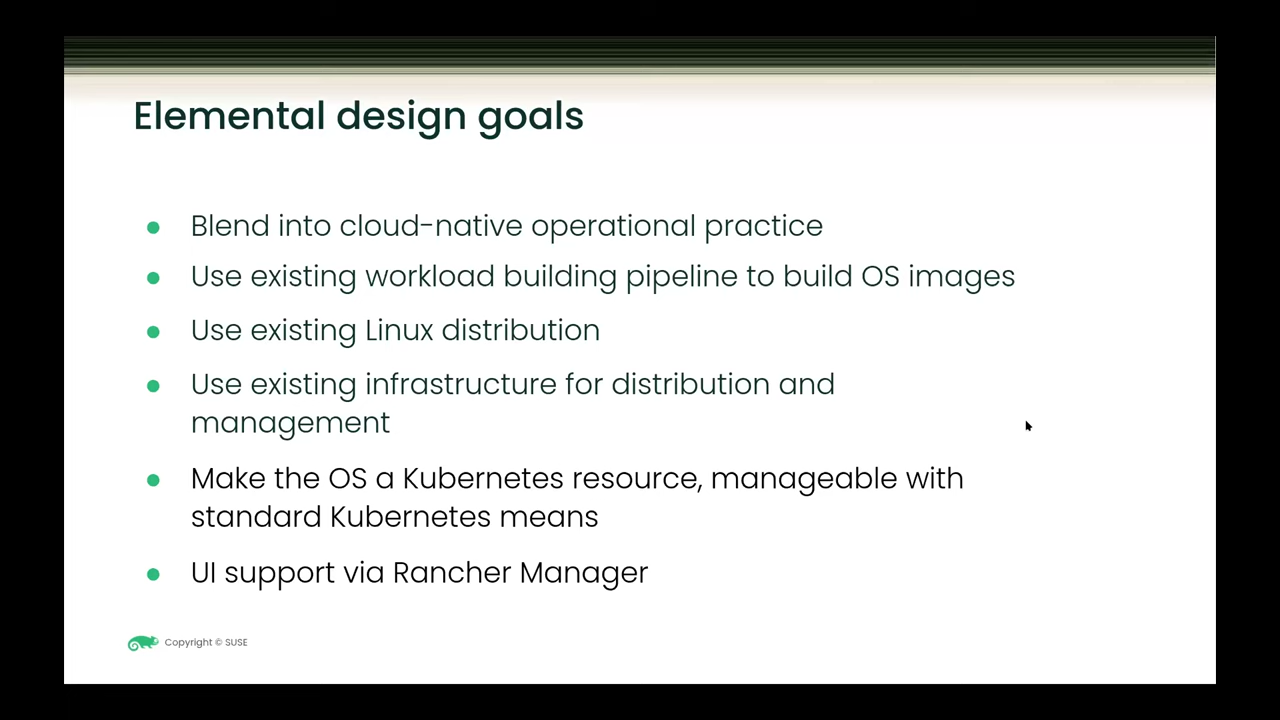 Elemental design goals
Blend into cloud-native operational practice
Use existing workload building pipeline to build OS images
Use existing Linux distribution
Use existing infrastructure for distribution and
management
Make the OS a Kubernetes resource, manageable with
standard Kubernetes means
UI support via Rancher Manager
Copyright © SUSE